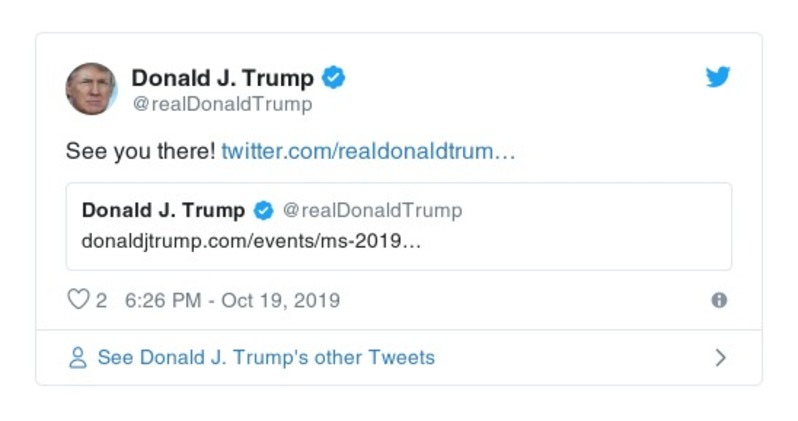 Donald J. Trump
@realDonaldTrump
See you there! twitter.com/realdonaldtrum…
Donald J. Trump @realDonaldTrump
donaldjtrump.com/events/ms-2019…
2 6:26 PM - Oct 19, 2019
See Donald J. Trump's other Tweets